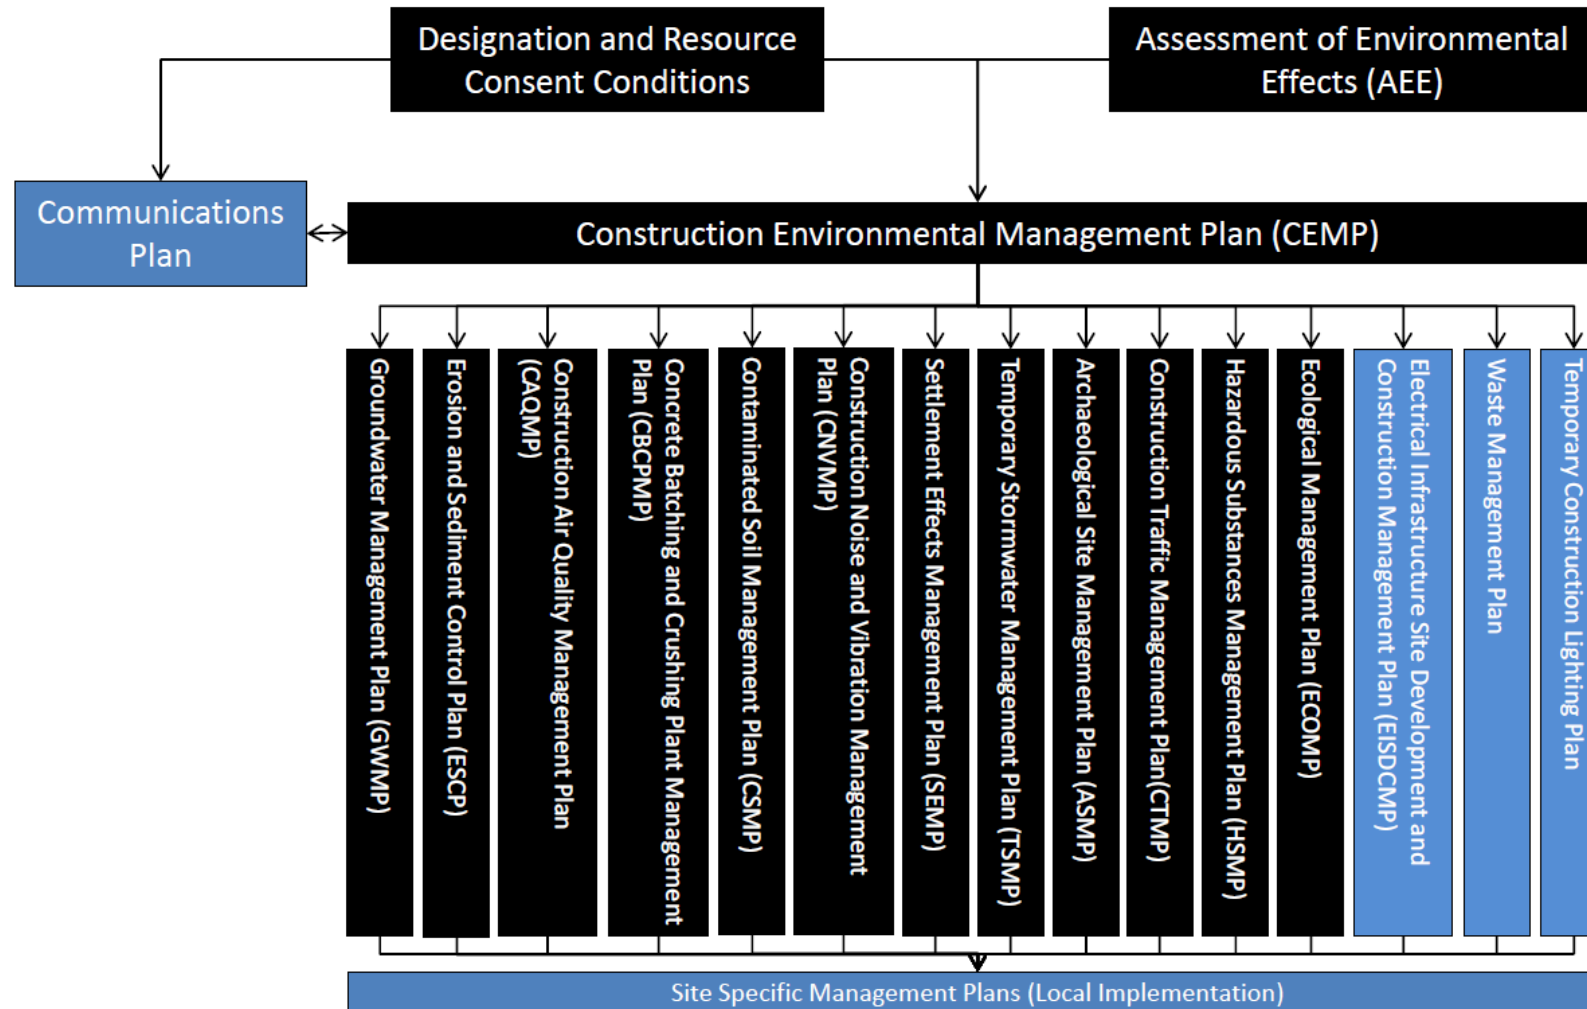 Designation and Resource
Consent Conditions
Assessment of Environmental
Effects (AEE)
Communications
Plan
Construction Environmental Management Plan (CEMP)
Groundwater Management Plan (GWMP)
Erosion and Sediment Control Plan (ESCP)
Construction Air Quality Management Plan
(CAQMP)
Concrete Batching and Crushing Plant Management
Plan (CBCPMP)
Contaminated Soil Management Plan (CSMP)
Construction Noise and Vibration Management
Plan (CNVMP)
Settlement Effects Management Plan (SEMP)
Temporary Stormwater Management Plan (TSMP)
Archaeological Site Management Plan (ASMP)
Construction Traffic Management Plan(CTMP)
Hazardous Substances Management Plan (HSMP)
Ecological Management Plan (ECOMP)
Electrical Infrastructure Site Development and
Construction Management Plan (EISDCMP)
Waste Management Plan
Temporary Construction Lighting Plan
Site Specific Management Plans (Local Implementation)